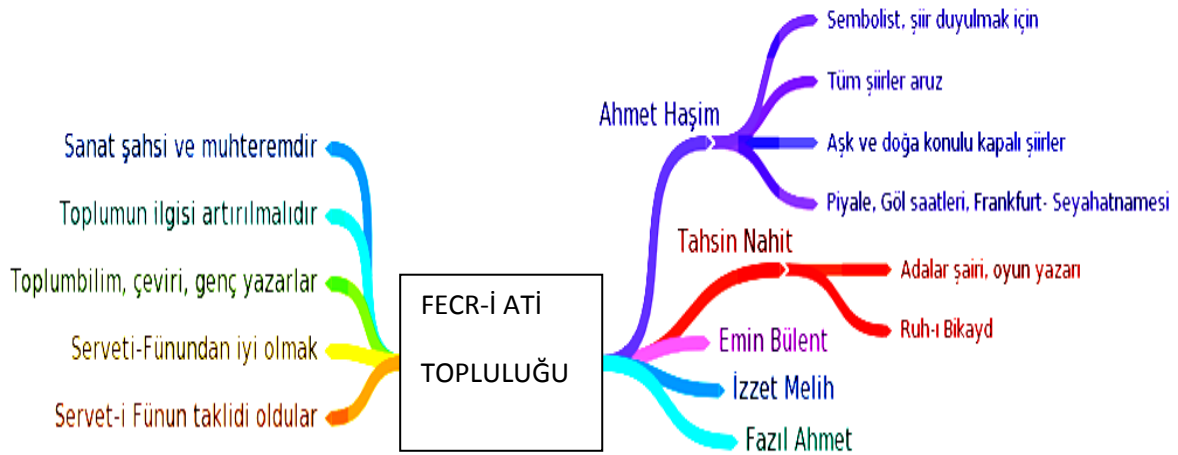 Sanat şahsi ve muhteremdir
Toplumun ilgisi artırılmalıdır
Toplumbilim, çeviri, genç yazarlar
Serveti-Fünundan iyi olmak
Servet-i Fünun taklidi oldular
FECR-İ ATİ
TOPLULUĞU
Ahmet Haşim
Sembolist, şiir duyulmak için
Tüm şiirler aruz
Aşk ve doğa konulu kapalı şiirler
Piyale, Göl saatleri, Frankfurt- Seyahatnamesi
Tahsin Nahit
Adalar şairi, oyun yazarı
Ruh-ı Bikayd
Emin Bülent
İzzet Melih
Fazıl Ahmet